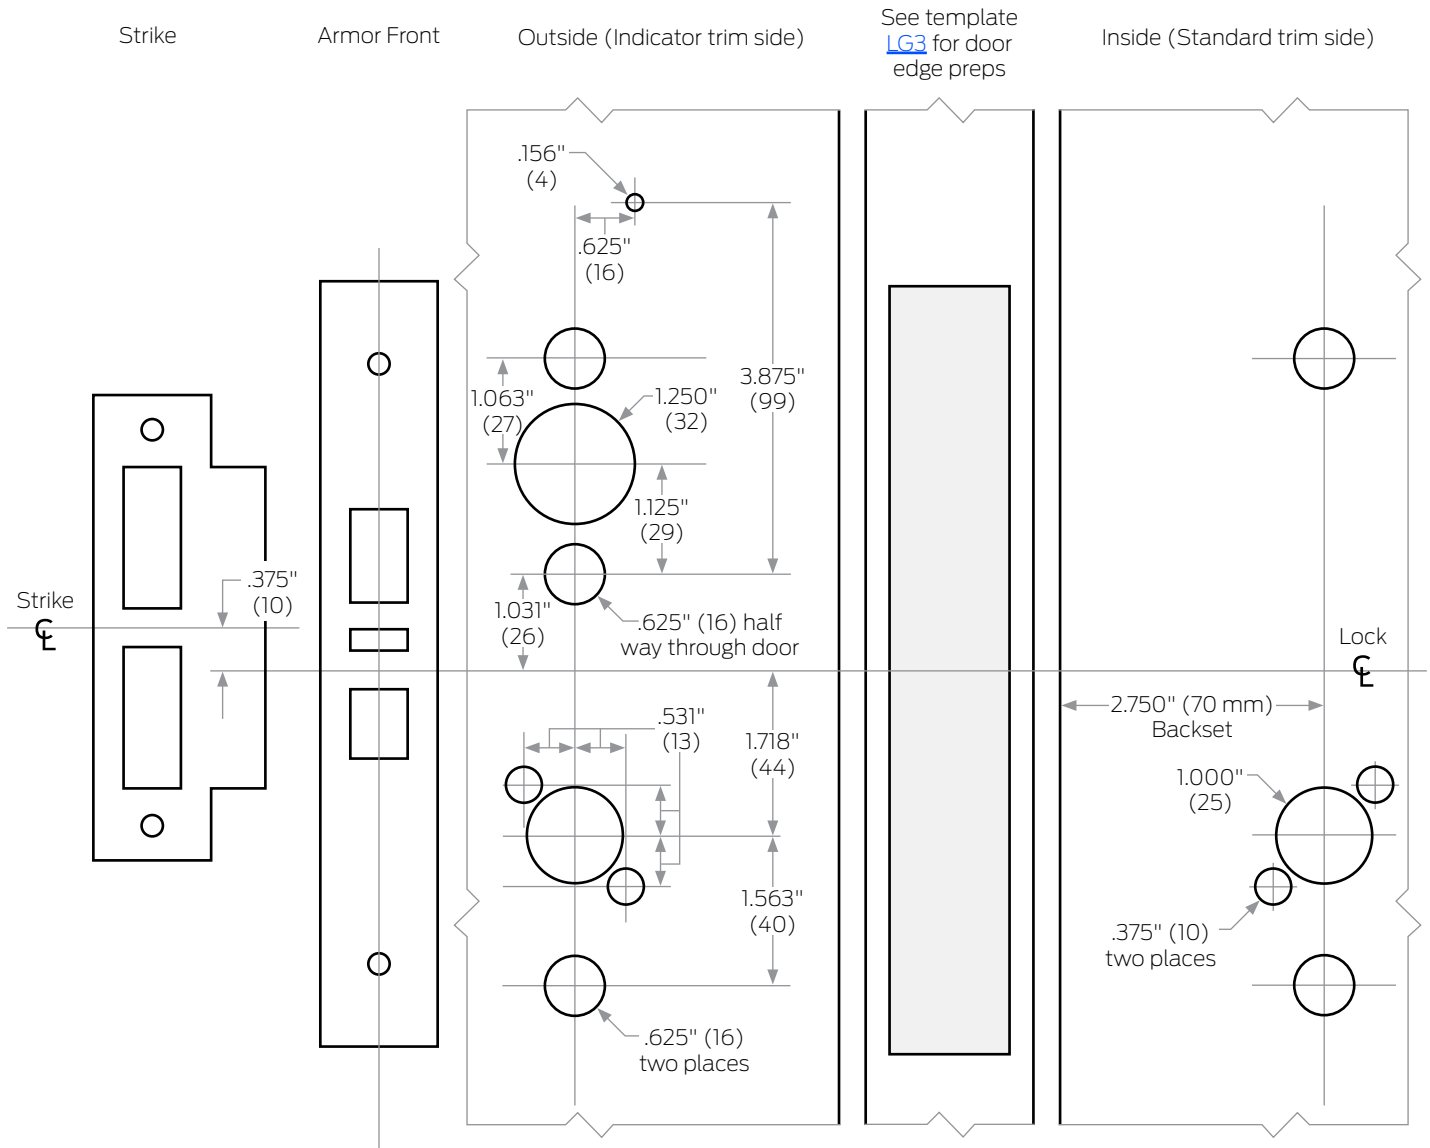 Strike
Armor Front
Outside (Indicator trim side)
See template
LG3 for door
edge preps
Inside (Standard trim side)
.156"
(4)
.625"
(16)
1.063"
(27)
1.250"
(32)
3.875"
(99)
1.125"
(29)
.375"
(10)
Strike
℄
1.031"
(26)
.625" (16) half
way through door
Lock
℄
2.750" (70 mm)
Backset
.531"
(13)
1.718"
(44)
1.000"
(25)
1.563"
(40)
.375" (10)
two places
.625" (16)
two places